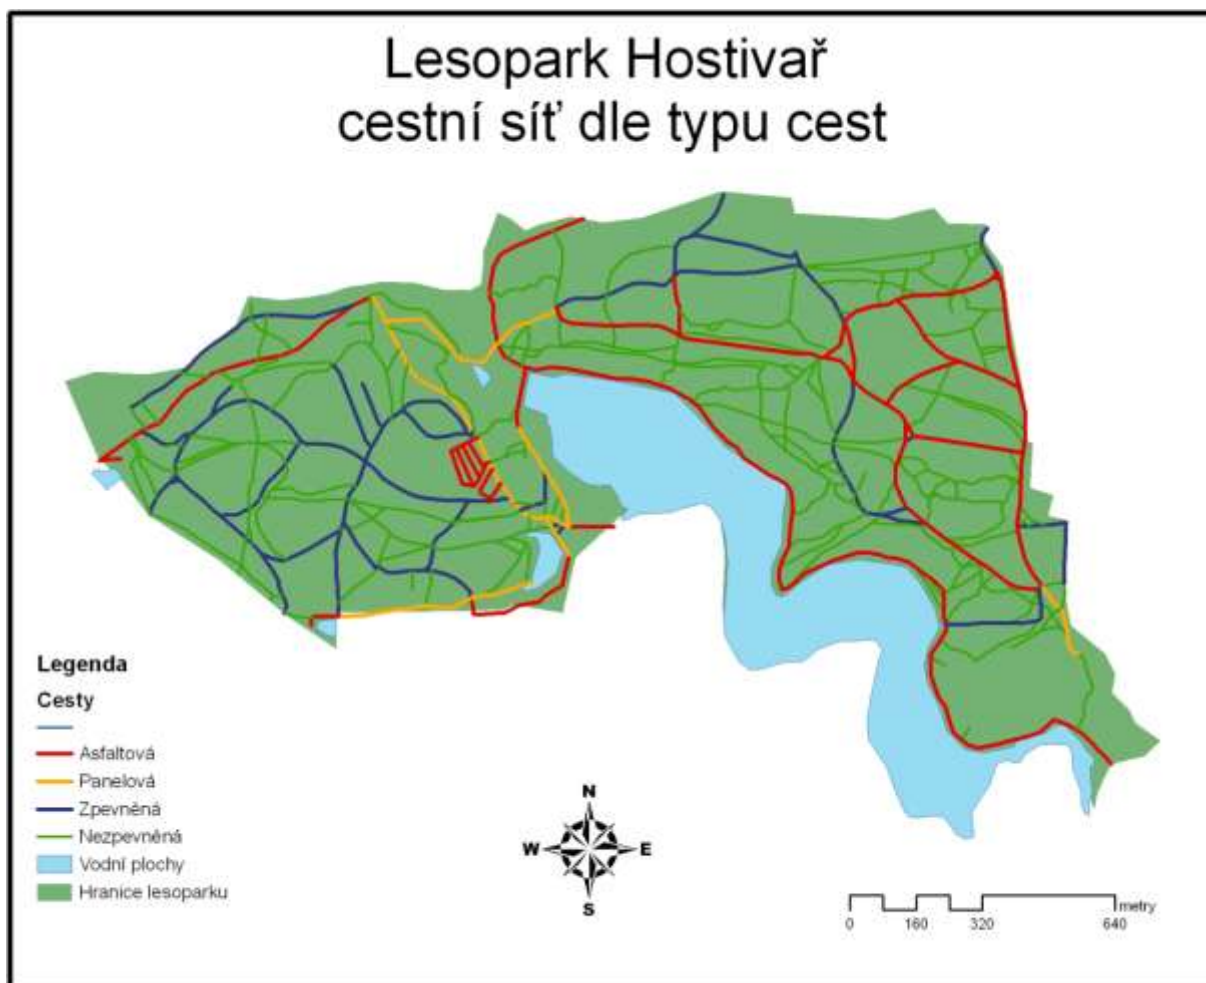 Lesopark Hostivař
cestní síť dle typu cest
Legenda
Cesty
Asfaltová
Panelová
Zpevněná
Nezpevněná
Vodní plochy
Hranice lesoparku
N
W E
S
metry
0 160 320 640